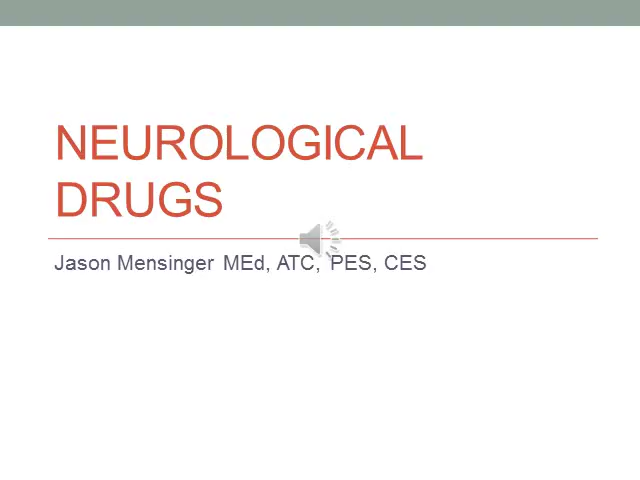 NEUROLOGICAL
DRUGS
Jason Mensinger MEd, ATC, PES, CES